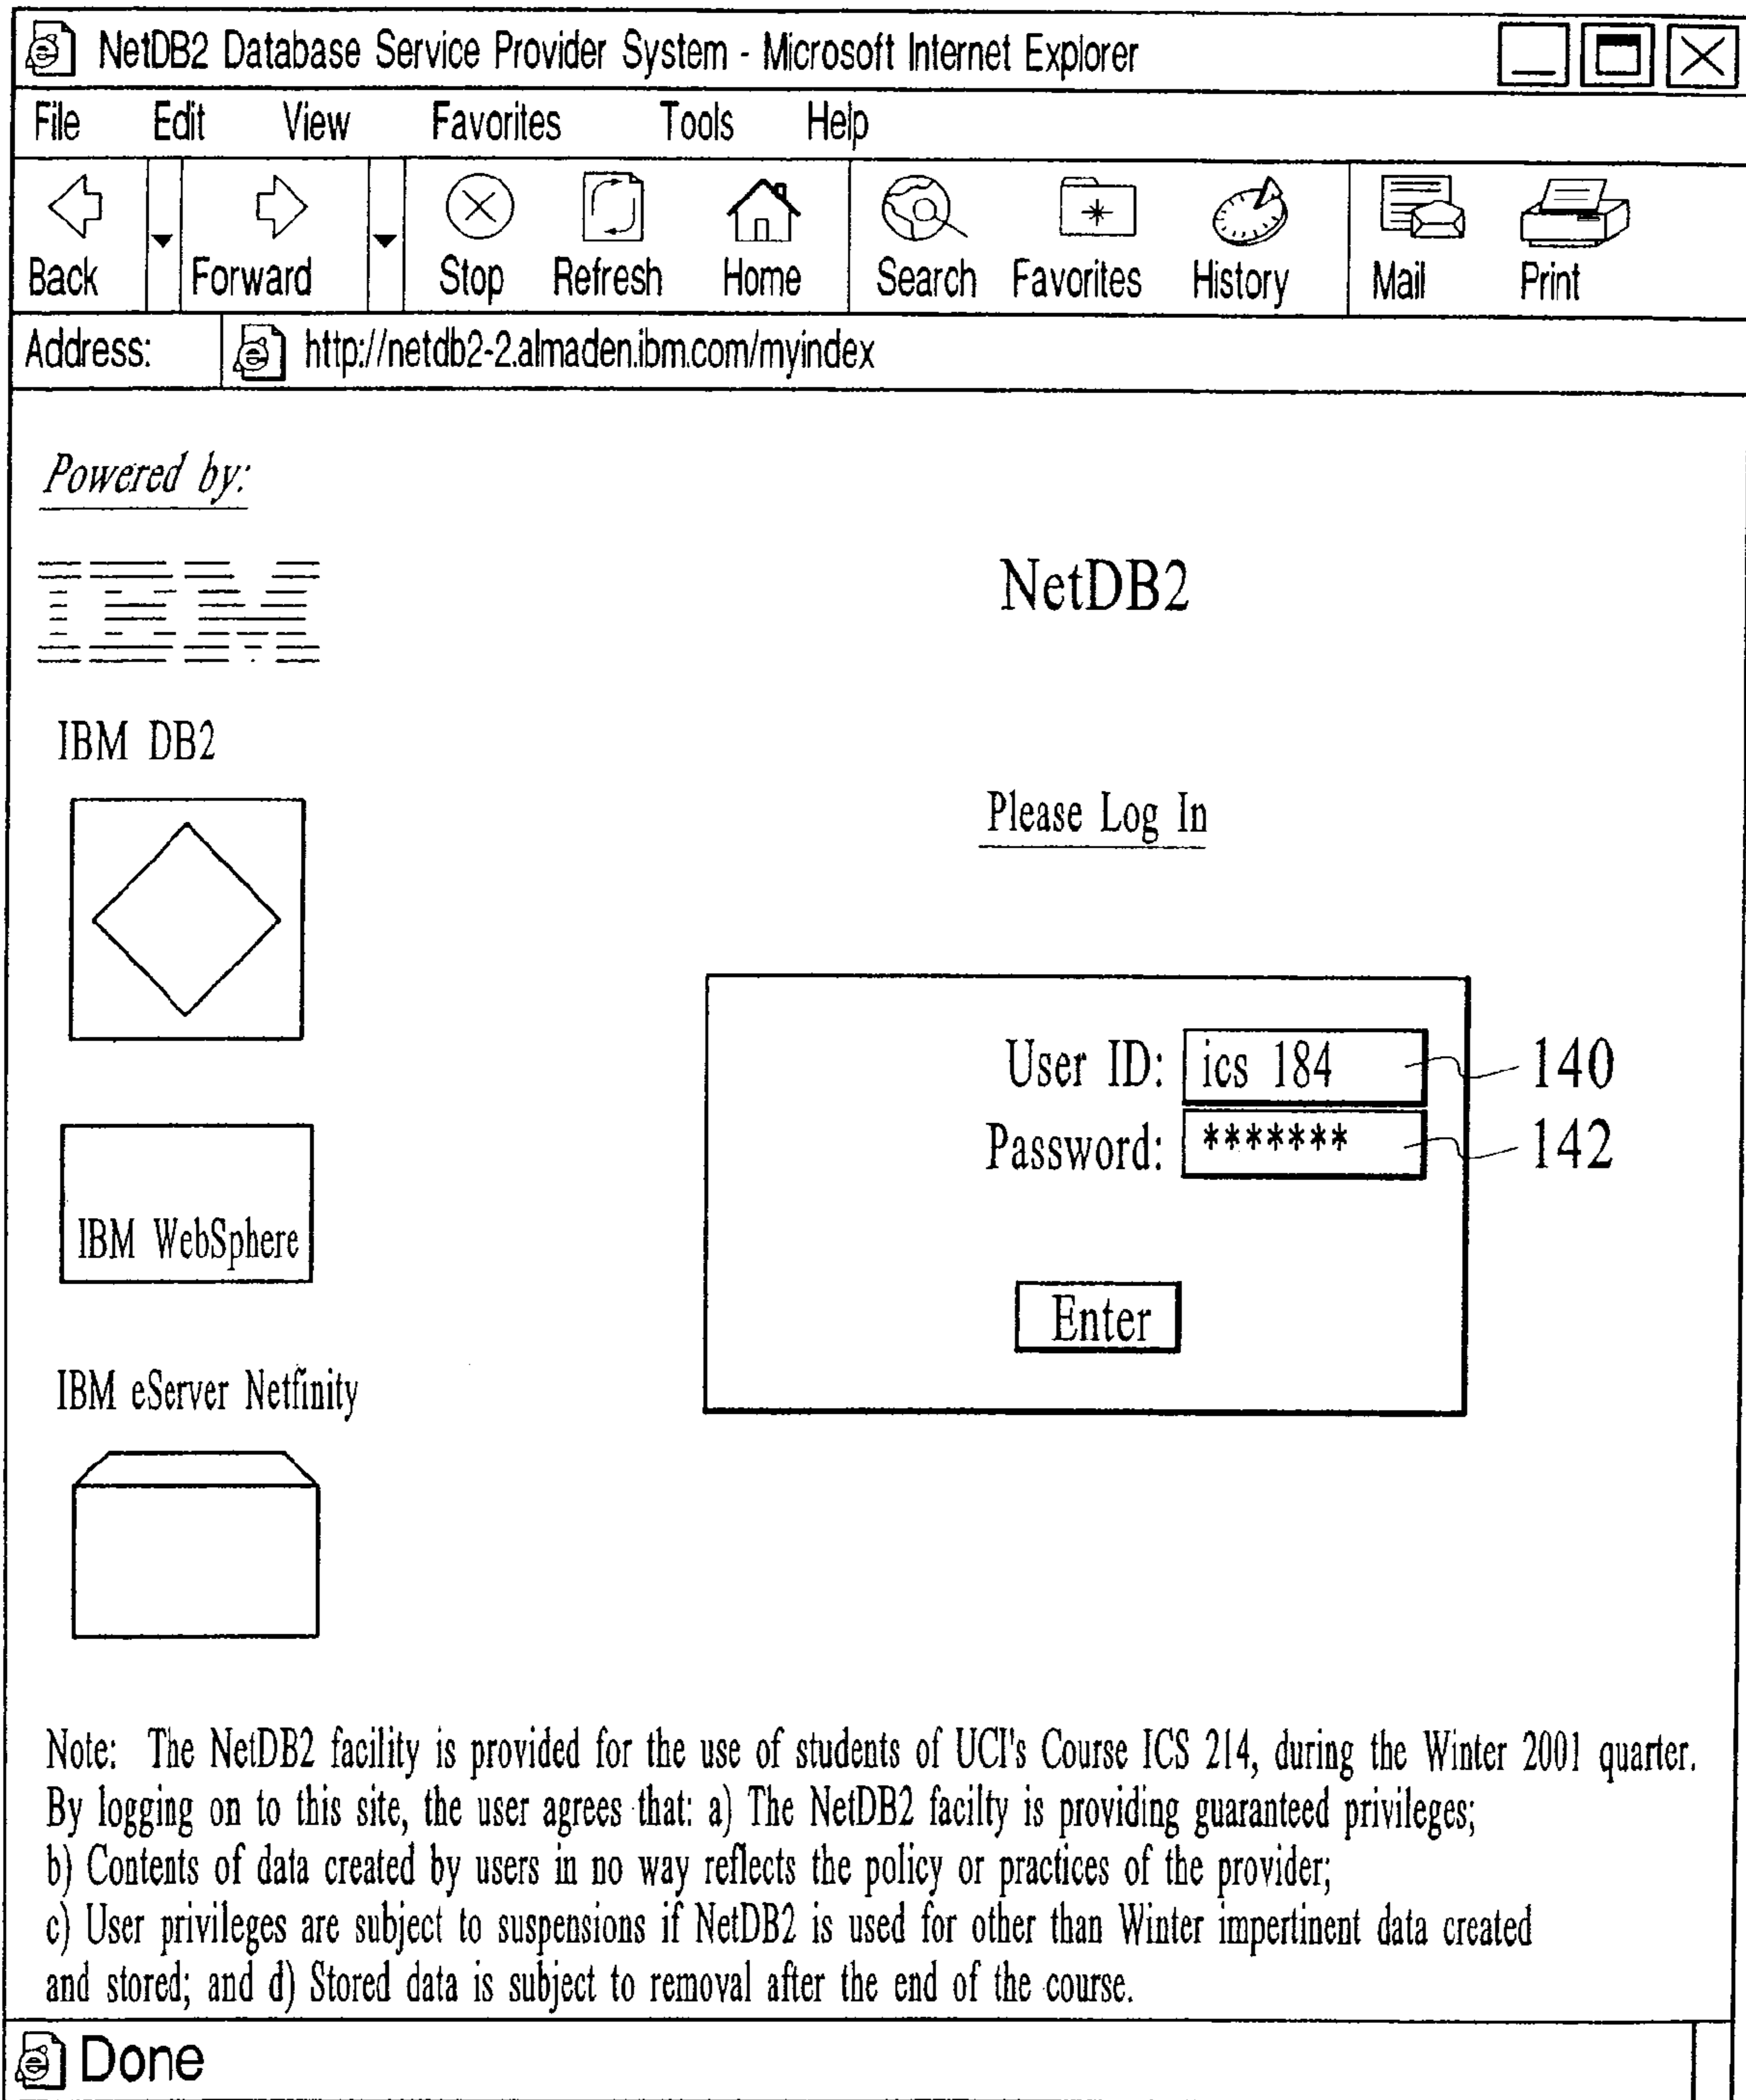 NetDB2 Database Service Provider System - Microsoft Internet Explorer
File Edit View Favorites Tools Help
Back Forward Stop Refresh Home Search Favorites History Mail Print
Address: http://netdb2-2.almaden.ibm.com/myindex
Powered by:
IBM
NetDB2
IBM DB2
Please Log In
User ID: ics 184 140
Password: ******* 142
IBM WebSphere
Enter
IBM eServer Netfinity
Note: The NetDB2 facility is provided for the use of students of UCI's Course ICS 214, during the Winter 2001 quarter.
By logging on to this site, the user agrees that: a) The NetDB2 facilty is providing guaranteed privileges;
b) Contents of data created by users in no way reflects the policy or practices of the provider;
c) User privileges are subject to suspensions if NetDB2 is used for other than Winter impertinent data created
and stored; and d) Stored data is subject to removal after the end of the course.
Done